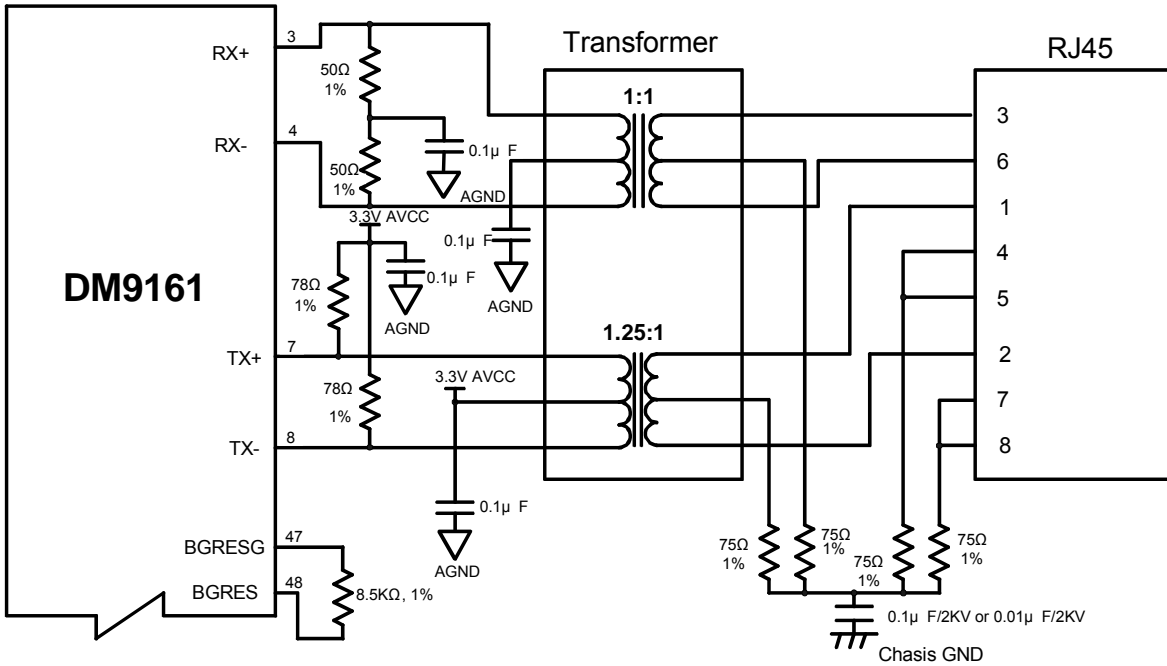 Transformer
RJ45
DM9161
RX+
3
50Ω
1%
1:1
3
RX-
4
0.1µ F
6
50Ω
1%
AGND
1
3.3V AVCC
0.1µ F
4
78Ω
1%
0.1µ F
AGND
AGND
5
1.25:1
TX+
7
2
3.3V AVCC
78Ω
1%
7
TX-
8
8
0.1µ F
AGND
75Ω
1%
75Ω
1%
75Ω
1%
75Ω
1%
BGRESG
47
BGRES
48
8.5KΩ, 1%
0.1µ F/2KV or 0.01µ F/2KV
Chasis GND